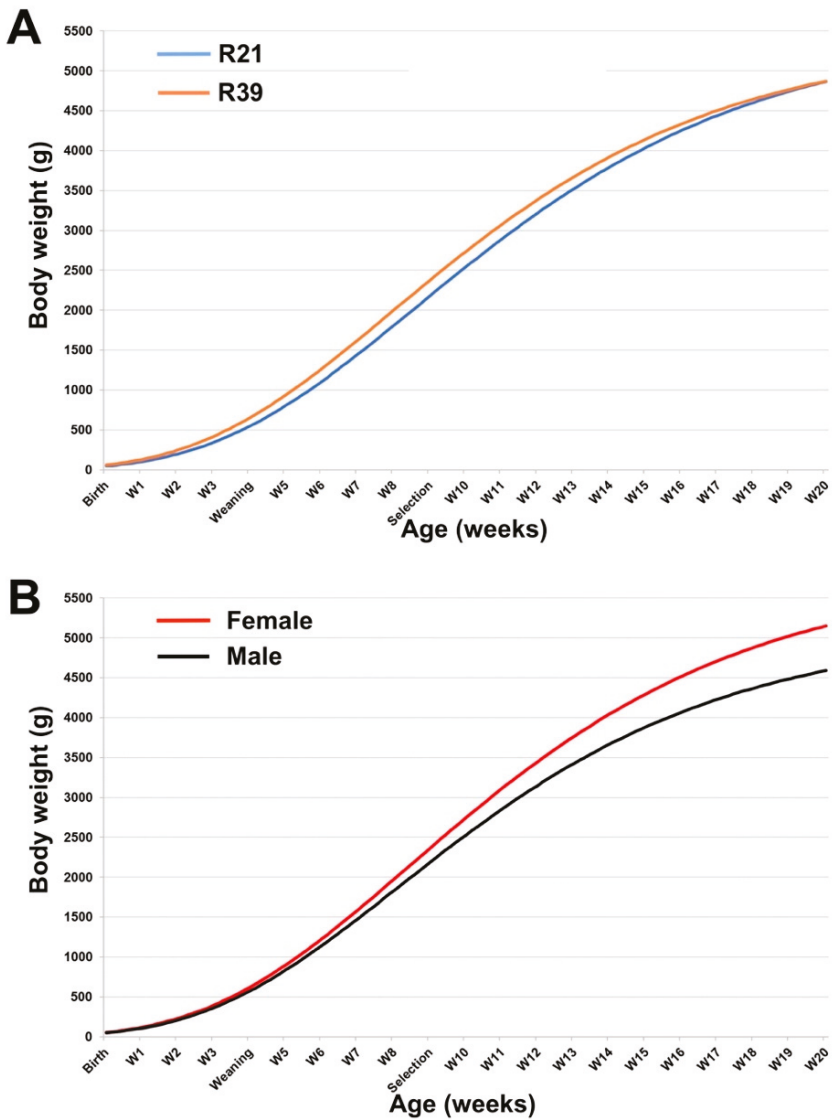 A
5500
5000
4500
4000
3500
3000
2500
2000
1500
1000
500
0
Body weight (g)
R21
R39
Birth W1 W2 W3 Weaning W5 W6 W7 W8 Selection W10 W11 W12 W13 W14 W15 W16 W17 W18 W19 W20
Age (weeks)
B
5500
5000
4500
4000
3500
3000
2500
2000
1500
1000
500
0
Body weight (g)
Female
Male
Birth W1 W2 W3 Weaning W5 W6 W7 W8 Selection W10 W11 W12 W13 W14 W15 W16 W17 W18 W19 W20
Age (weeks)